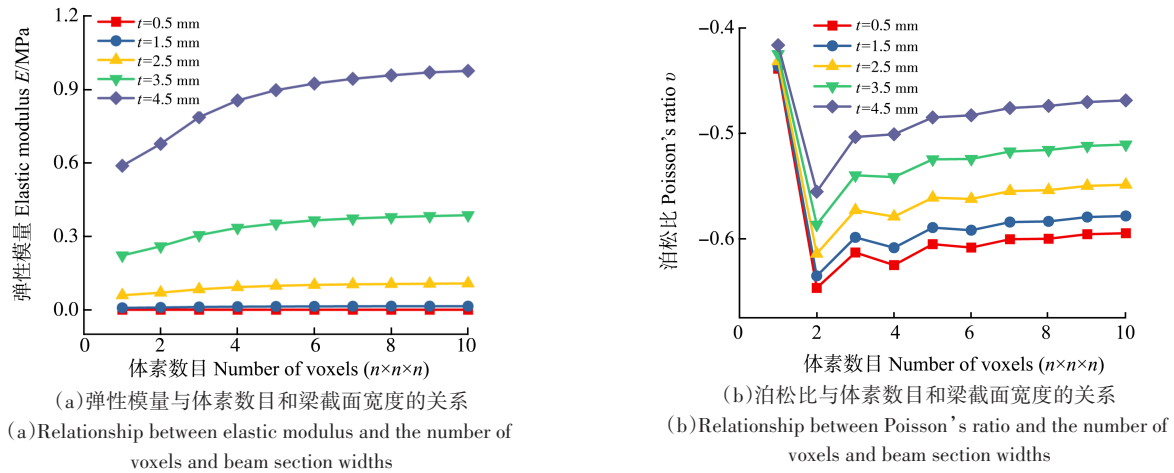 弹性模量 Elastic modulus E/MPa
1.2
0.9
0.6
0.3
0.0
t=0.5 mm
t=1.5 mm
t=2.5 mm
t=3.5 mm
t=4.5 mm
0 2 4 6 8 10
体素数目 Number of voxels (n×n×n)
(a)弹性模量与体素数目和梁截面宽度的关系
(a)Relationship between elastic modulus and the number of
voxels and beam section widths
泊松比 Poisson's ratio υ
−0.4
−0.5
−0.6
t=0.5 mm
t=1.5 mm
t=2.5 mm
t=3.5 mm
t=4.5 mm
0 2 4 6 8 10
体素数目 Number of voxels (n×n×n)
(b)泊松比与体素数目和梁截面宽度的关系
(b)Relationship between Poisson's ratio and the number of
voxels and beam section widths